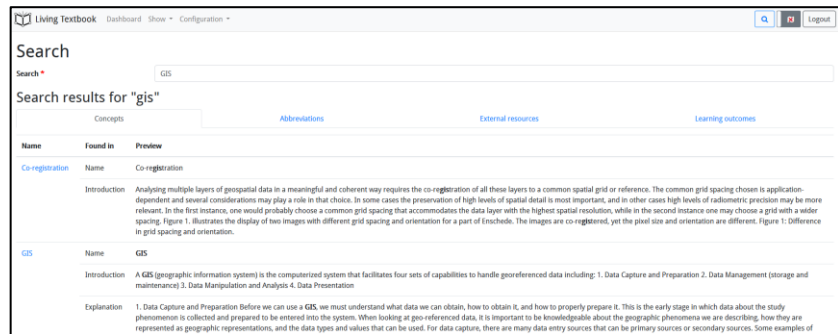 Living Textbook Dashboard Show Configuration Logout
Search
Search * GIS
Search results for "gis"
Concepts Abbreviations External resources Learning outcomes
Name Found in Preview
Co-registration Name Co-registration
Introduction Analysing multiple layers of geospatial data in a meaningful and coherent way requires the co-registration of all these layers to a common spatial grid or reference. The common grid spacing chosen is application-
dependent and several considerations may play a role in that choice. In some cases the preservation of high levels of spatial detail is most important, and in other cases high levels of radiometric precision may be more
relevant. In the first instance, one would probably choose a common grid spacing that accommodates the data layer with the highest spatial resolution, while in the second instance one may choose a grid with a wider
spacing. Figure 1. illustrates the display of two images with different grid spacing and orientation for a part of Enschede. The images are co-registered, yet the pixel size and orientation are different. Figure 1: Difference
in grid spacing and orientation.
GIS Name GIS
Introduction A GIS (geographic information system) is the computerized system that facilitates four sets of capabilities to handle georeferenced data including: 1. Data Capture and Preparation 2. Data Management (storage and
maintenance) 3. Data Manipulation and Analysis 4. Data Presentation
Explanation 1. Data Capture and Preparation Before we can use a GIS, we must understand what data we can obtain, how to obtain it, and how to properly prepare it. This is the early stage in which data about the study
phenomenon is collected and prepared to be entered into the system. When looking at geo-referenced data, it is important to be knowledgeable about the geographic phenomena we are describing, how they are
represented as geographic representations, and the data types and values that can be used. For data capture, there are many data entry sources that can be primary sources or secondary sources. Some examples of